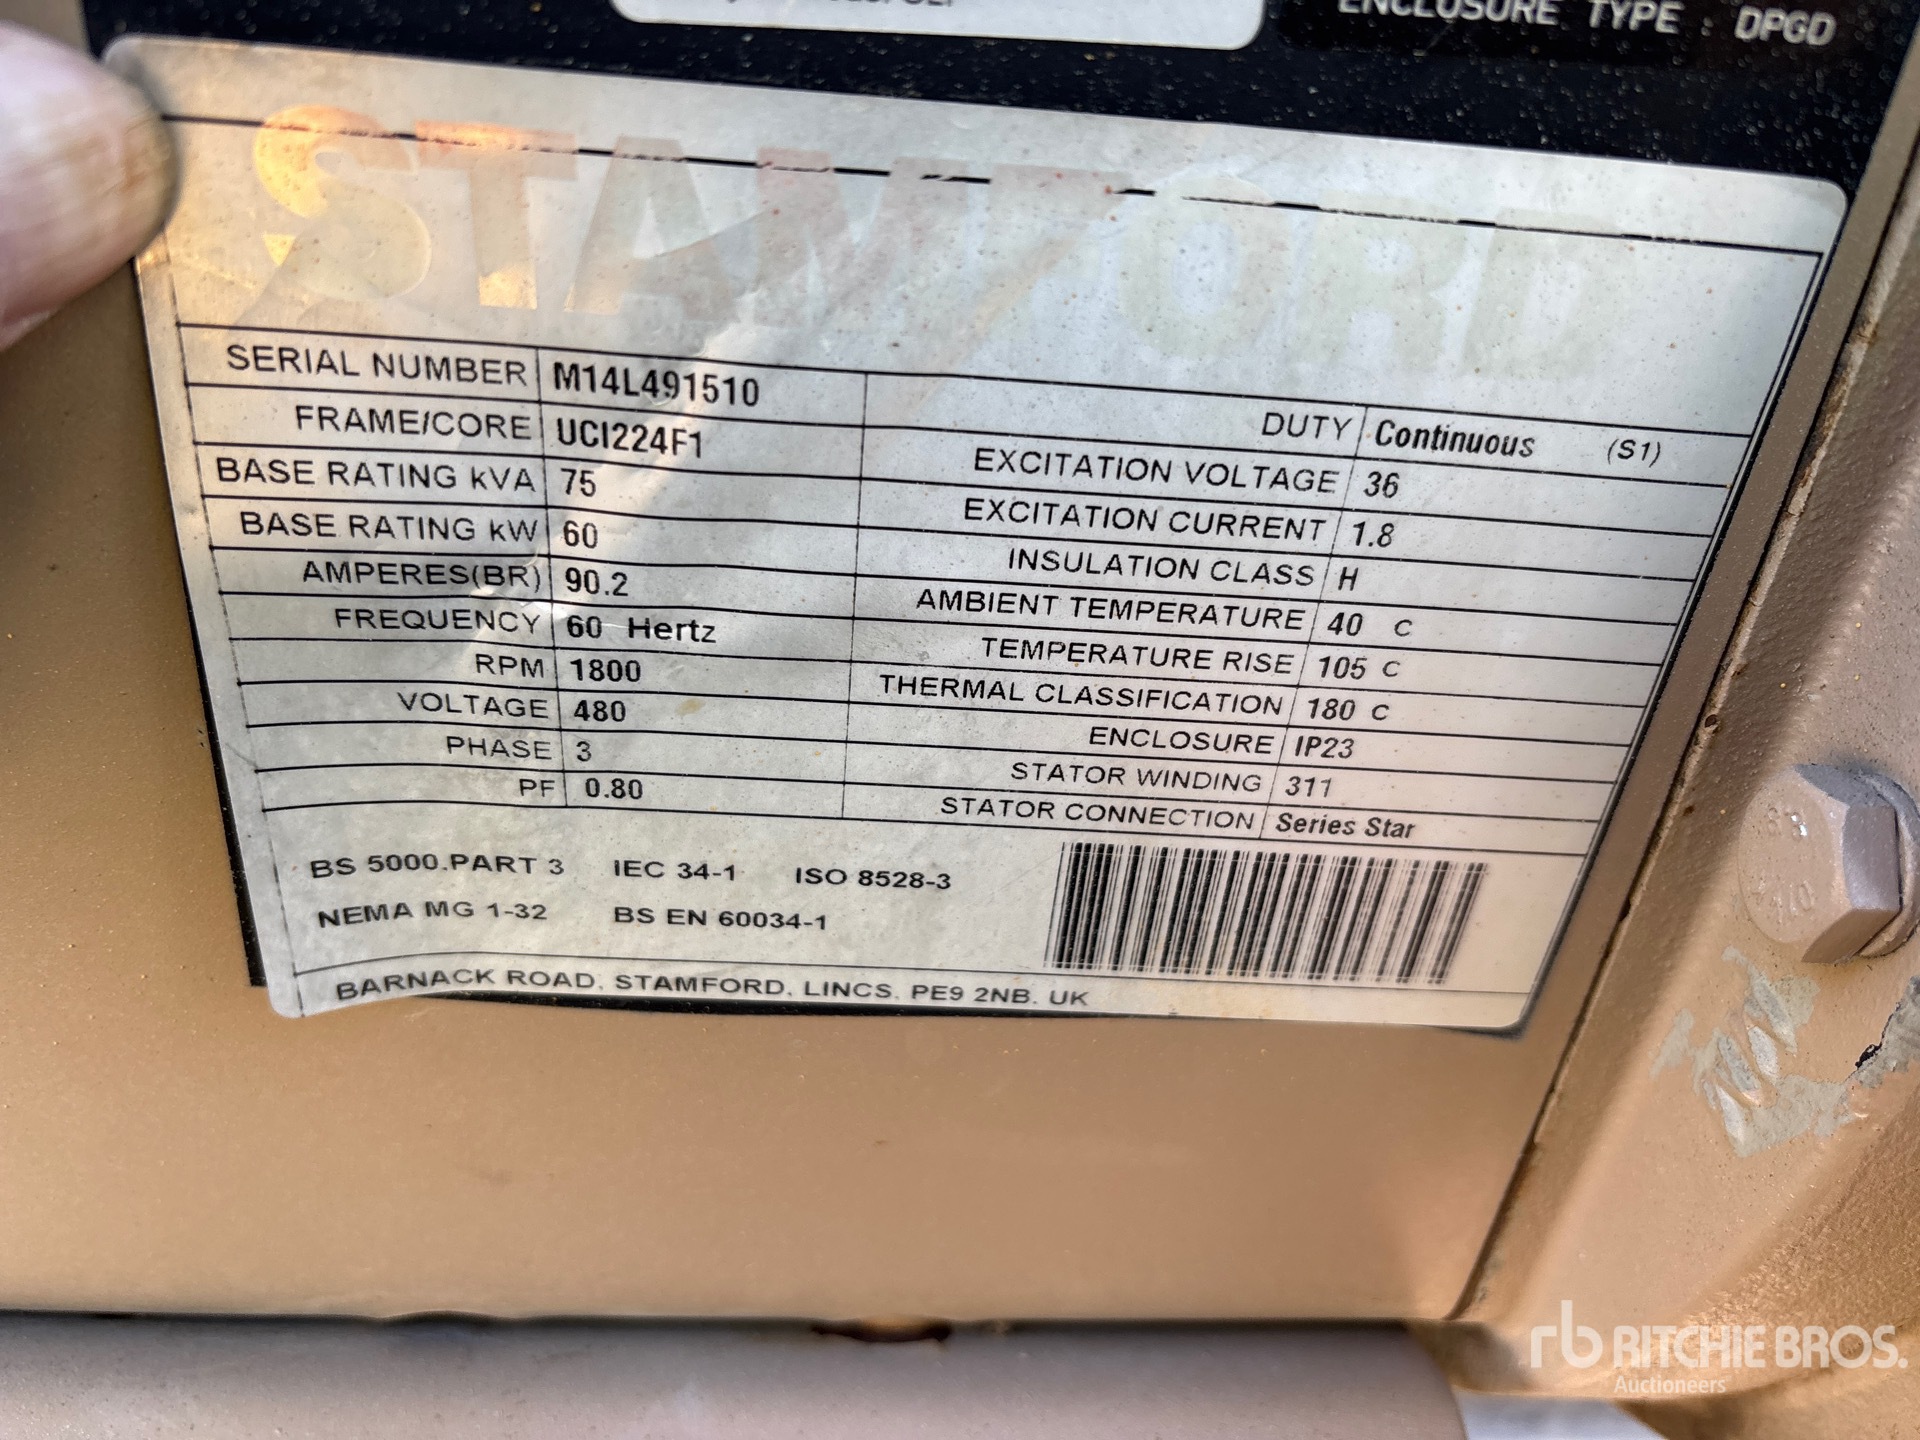 ENCLOSURE TYPE : DPGD
STAMFORD
SERIAL NUMBER M14L491510
FRAME/CORE UCI224F1
BASE RATING kVA 75
BASE RATING kW 60
AMPERES(BR) 90.2
FREQUENCY 60 Hertz
RPM 1800
VOLTAGE 480
PHASE 3
PF 0.80
DUTY Continuous (S1)
EXCITATION VOLTAGE 36
EXCITATION CURRENT 1.8
INSULATION CLASS H
AMBIENT TEMPERATURE 40 C
TEMPERATURE RISE 105 C
THERMAL CLASSIFICATION 180 C
ENCLOSURE IP23
STATOR WINDING 311
STATOR CONNECTION Series Star
BS 5000.PART 3 IEC 34-1 ISO 8528-3
NEMA MG 1-32 BS EN 60034-1
BARNACK ROAD, STAMFORD, LINCS. PE9 2NB. UK
rb RITCHIE BROS.
Auctioneers